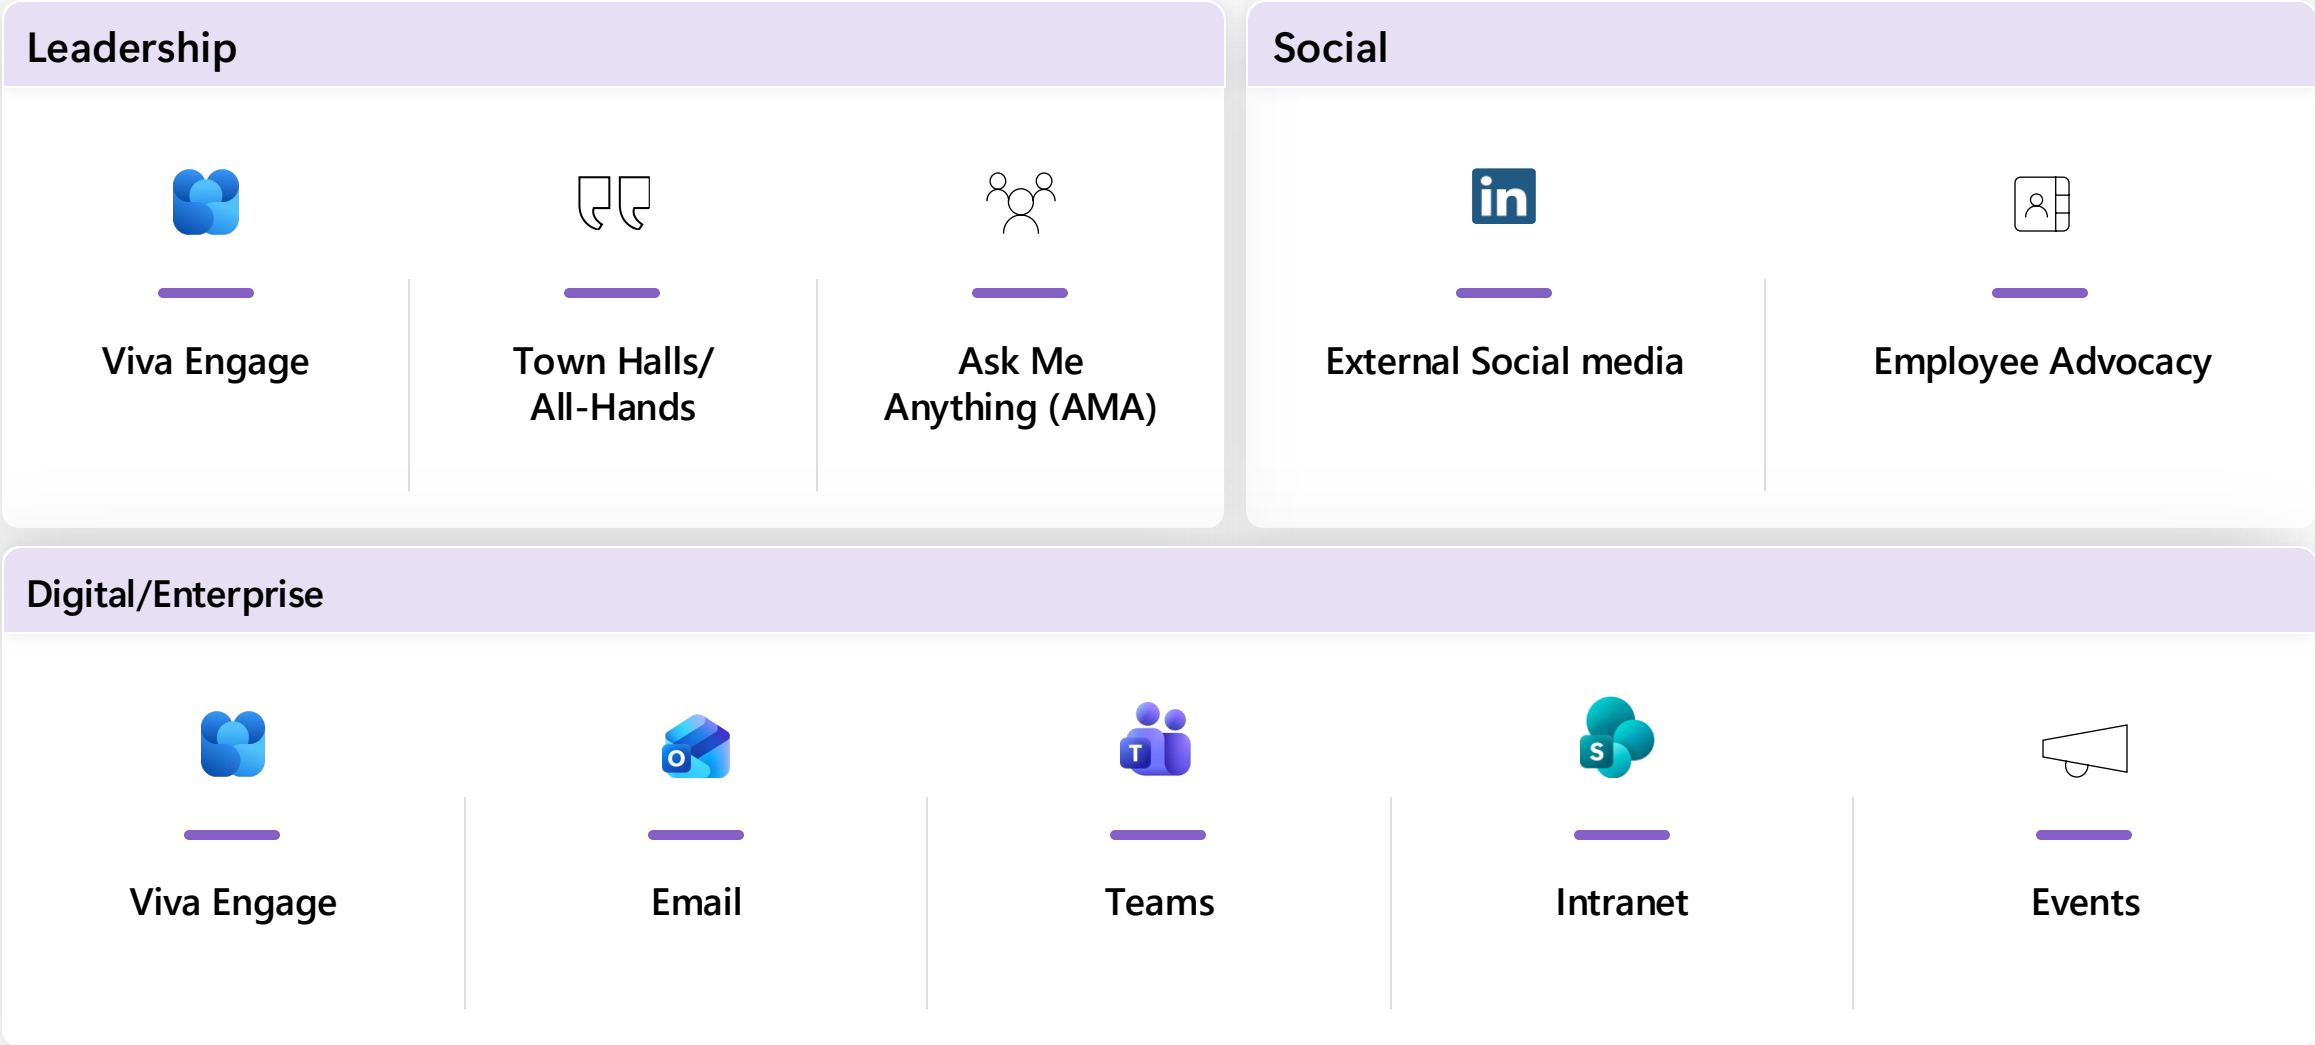 Leadership
Viva Engage
Town Halls/
All-Hands
Ask Me
Anything (AMA)
Social
in
External Social media
Employee Advocacy
Digital/Enterprise
Viva Engage
O
Email
T
Teams
S
Intranet
Events